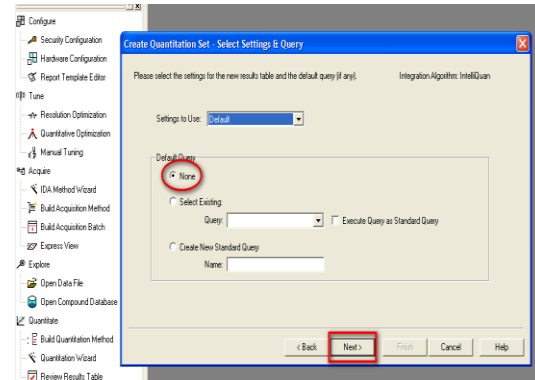 Configure
Security Configuration
Hardware Configuration
Report Template Editor
Tune
Resolution Optimization
Quantitative Optimization
Manual Tuning
Acquire
IDA Method Wizard
Build Acquisition Method
Build Acquisition Batch
Express View
Explore
Open Data File
Open Compound Database
Quantitate
Build Quantitation Method
Quantitation Wizard
Review Results Table
Create Quantitation Set - Select Settings & Query
Please select the settings for the new results table and the default query (if any). Integration Algorithm: IntelliQuan
Settings to Use: Default
Default Query
None
Select Existing
Query: Execute Query as Standard Query
Create New Standard Query
Name:
< Back Next > Finish Cancel Help